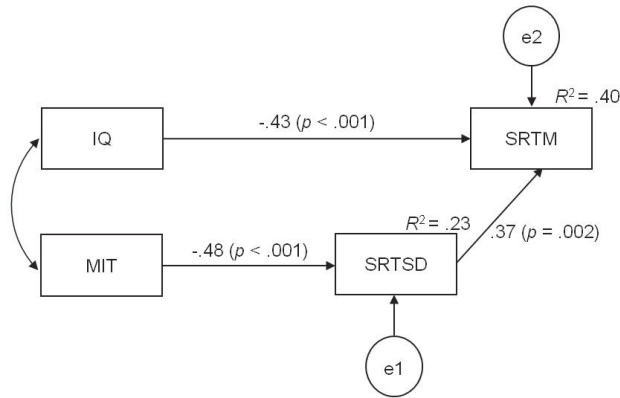 e2
R² = .40
IQ
-.43 (p < .001)
SRTM
R² = .23
.37 (p = .002)
MIT
-.48 (p < .001)
SRTSD
e1